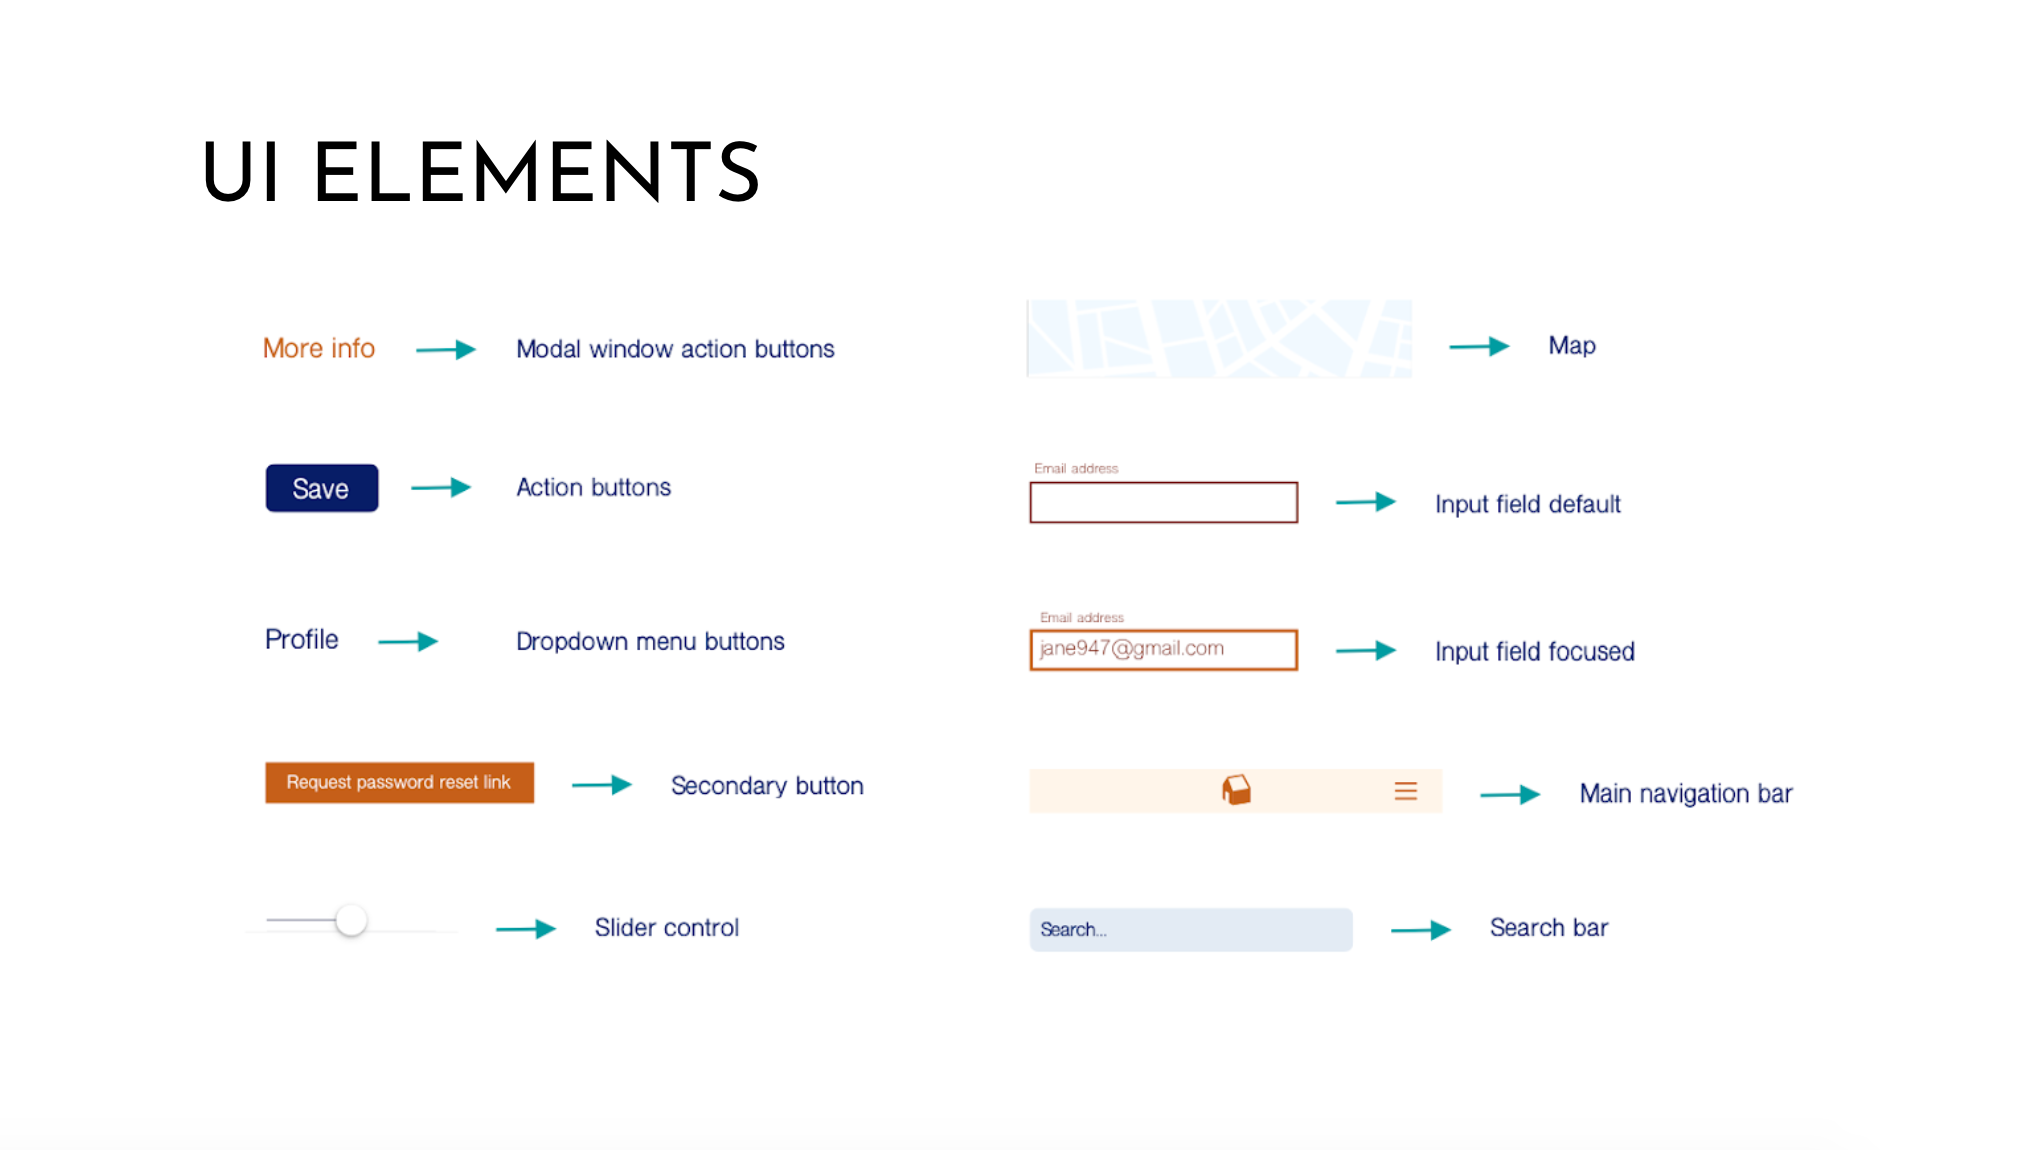 UI ELEMENTS
More info
Modal window action buttons
Save
Action buttons
Profile
Dropdown menu buttons
Request password reset link
Secondary button
Slider control
Map
Email address
Input field default
Email address
jane947@gmail.com
Input field focused
Main navigation bar
Search...
Search bar